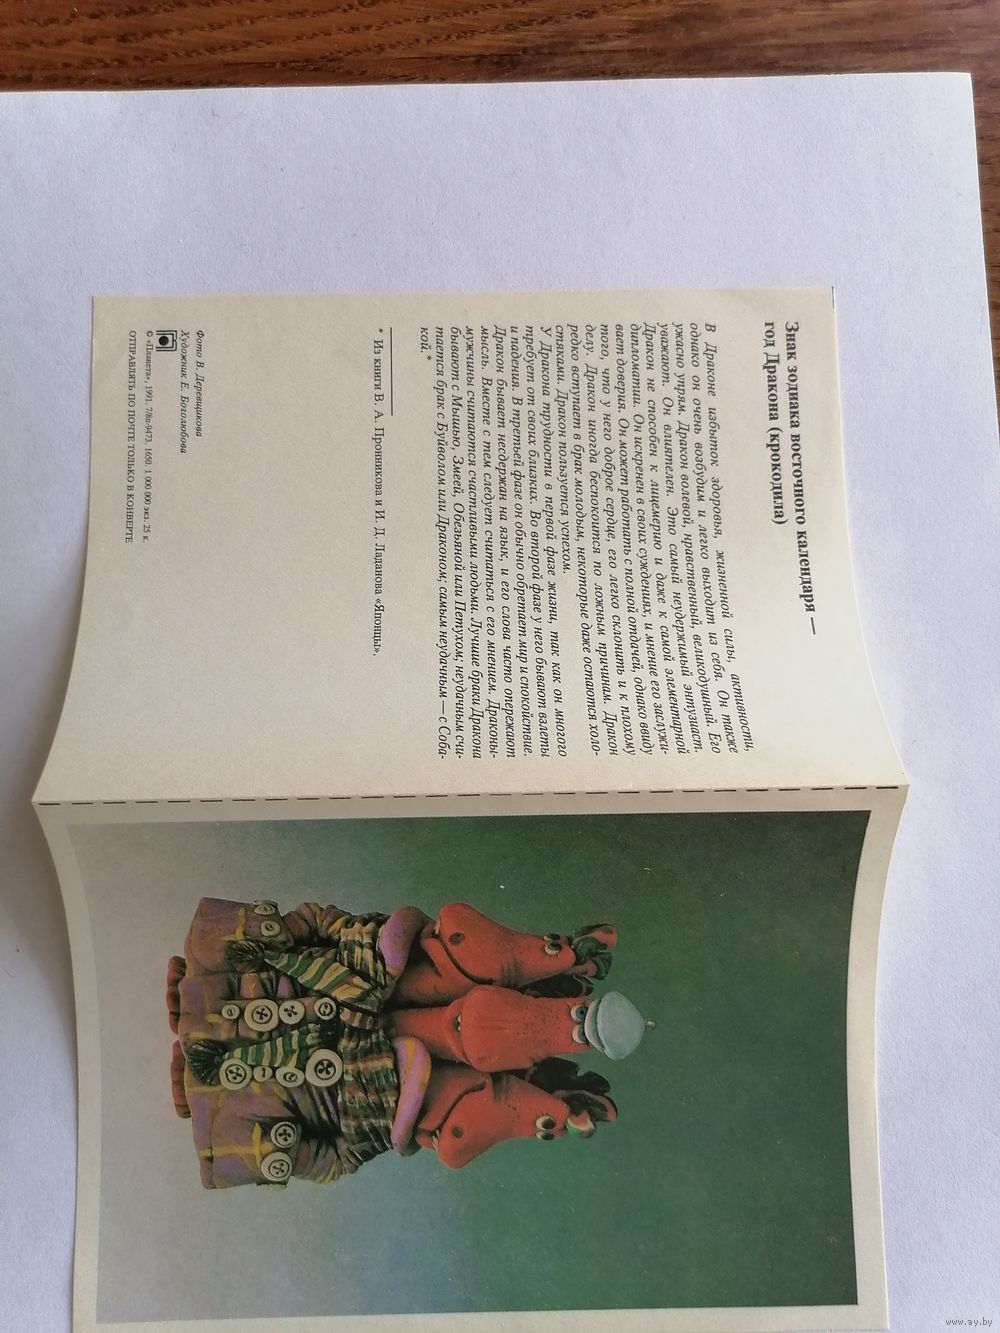 Знак зодиака восточного календаря —
год Дракона (крокодила)
В Драконе избыток здоровья, жизненной силы, активности,
однако он очень возбудим и легко выходит из себя. Он также
ужасно упрям. Дракон волевой, нравственный, великодушный. Его
уважают. Он влиятелен. Это самый неудержимый энтузиаст.
Дракон не способен к лицемерию и даже к самой элементарной
дипломатии. Он искренен в своих суждениях, и мнение его заслужи-
вает доверия. Он может работать с полной отдачей, однако ввиду
того, что у него доброе сердце, его легко склонить и к плохому
делу. Дракон иногда беспокоится по ложным причинам. Дракон
редко вступает в брак молодым, некоторые даже остаются холо-
стяками. Дракон пользуется успехом.
У Дракона трудности в первой фазе жизни, так как он много
требует от своих близких. Во второй фазе у него бывают взлеты
и падения. В третьей фазе он обычно обретает мир и спокойствие.
Дракон бывает несдержан на язык, и его слова часто опережают
мысль. Вместе с тем следует считаться с его мнением. Драконы-
мужчины считаются счастливыми людьми. Лучшие браки Дракона
бывают с Мышью, Змеей, Обезьяной или Петухом; неудачным счи-
тается брак с Буйволом или Драконом; самым неудачным — с Соба-
кой. *
* Из книги В. А. Пронникова и И. Д. Ладанова «Японцы».
Фото В. Деревщикова
Художник Е. Боголюбова
© «Планета», 1991. 7/8п-9473. 1650. 1 000 000 экз. 25 к.
ОТПРАВЛЯТЬ ПО ПОЧТЕ ТОЛЬКО В КОНВЕРТЕ
www.ay.by